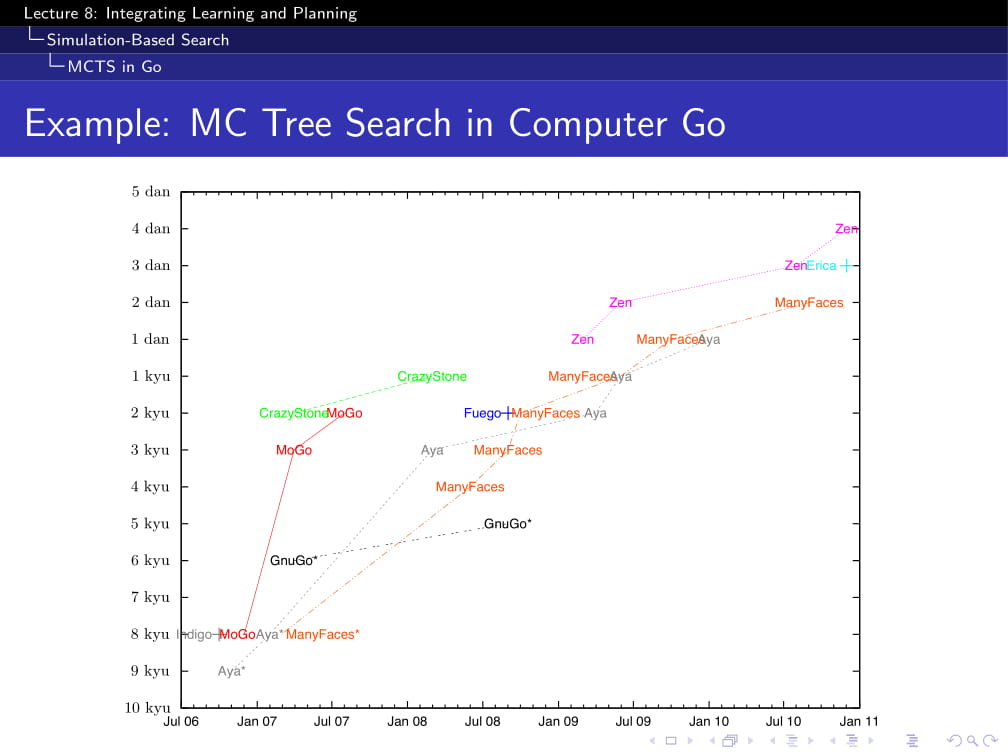 Lecture 8: Integrating Learning and Planning
Simulation-Based Search
MCTS in Go
Example: MC Tree Search in Computer Go
5 dan
4 dan Zen
3 dan Zen Erica
2 dan Zen ManyFaces
1 dan Zen ManyFaces Aya
1 kyu CrazyStone ManyFaces Aya
2 kyu CrazyStone MoGo Fuego ManyFaces Aya
3 kyu MoGo Aya ManyFaces
4 kyu ManyFaces
5 kyu GnuGo*
6 kyu GnuGo*
7 kyu
8 kyu Indigo MoGo Aya* ManyFaces*
9 kyu Aya*
10 kyu
Jul 06 Jan 07 Jul 07 Jan 08 Jul 08 Jan 09 Jul 09 Jan 10 Jul 10 Jan 11